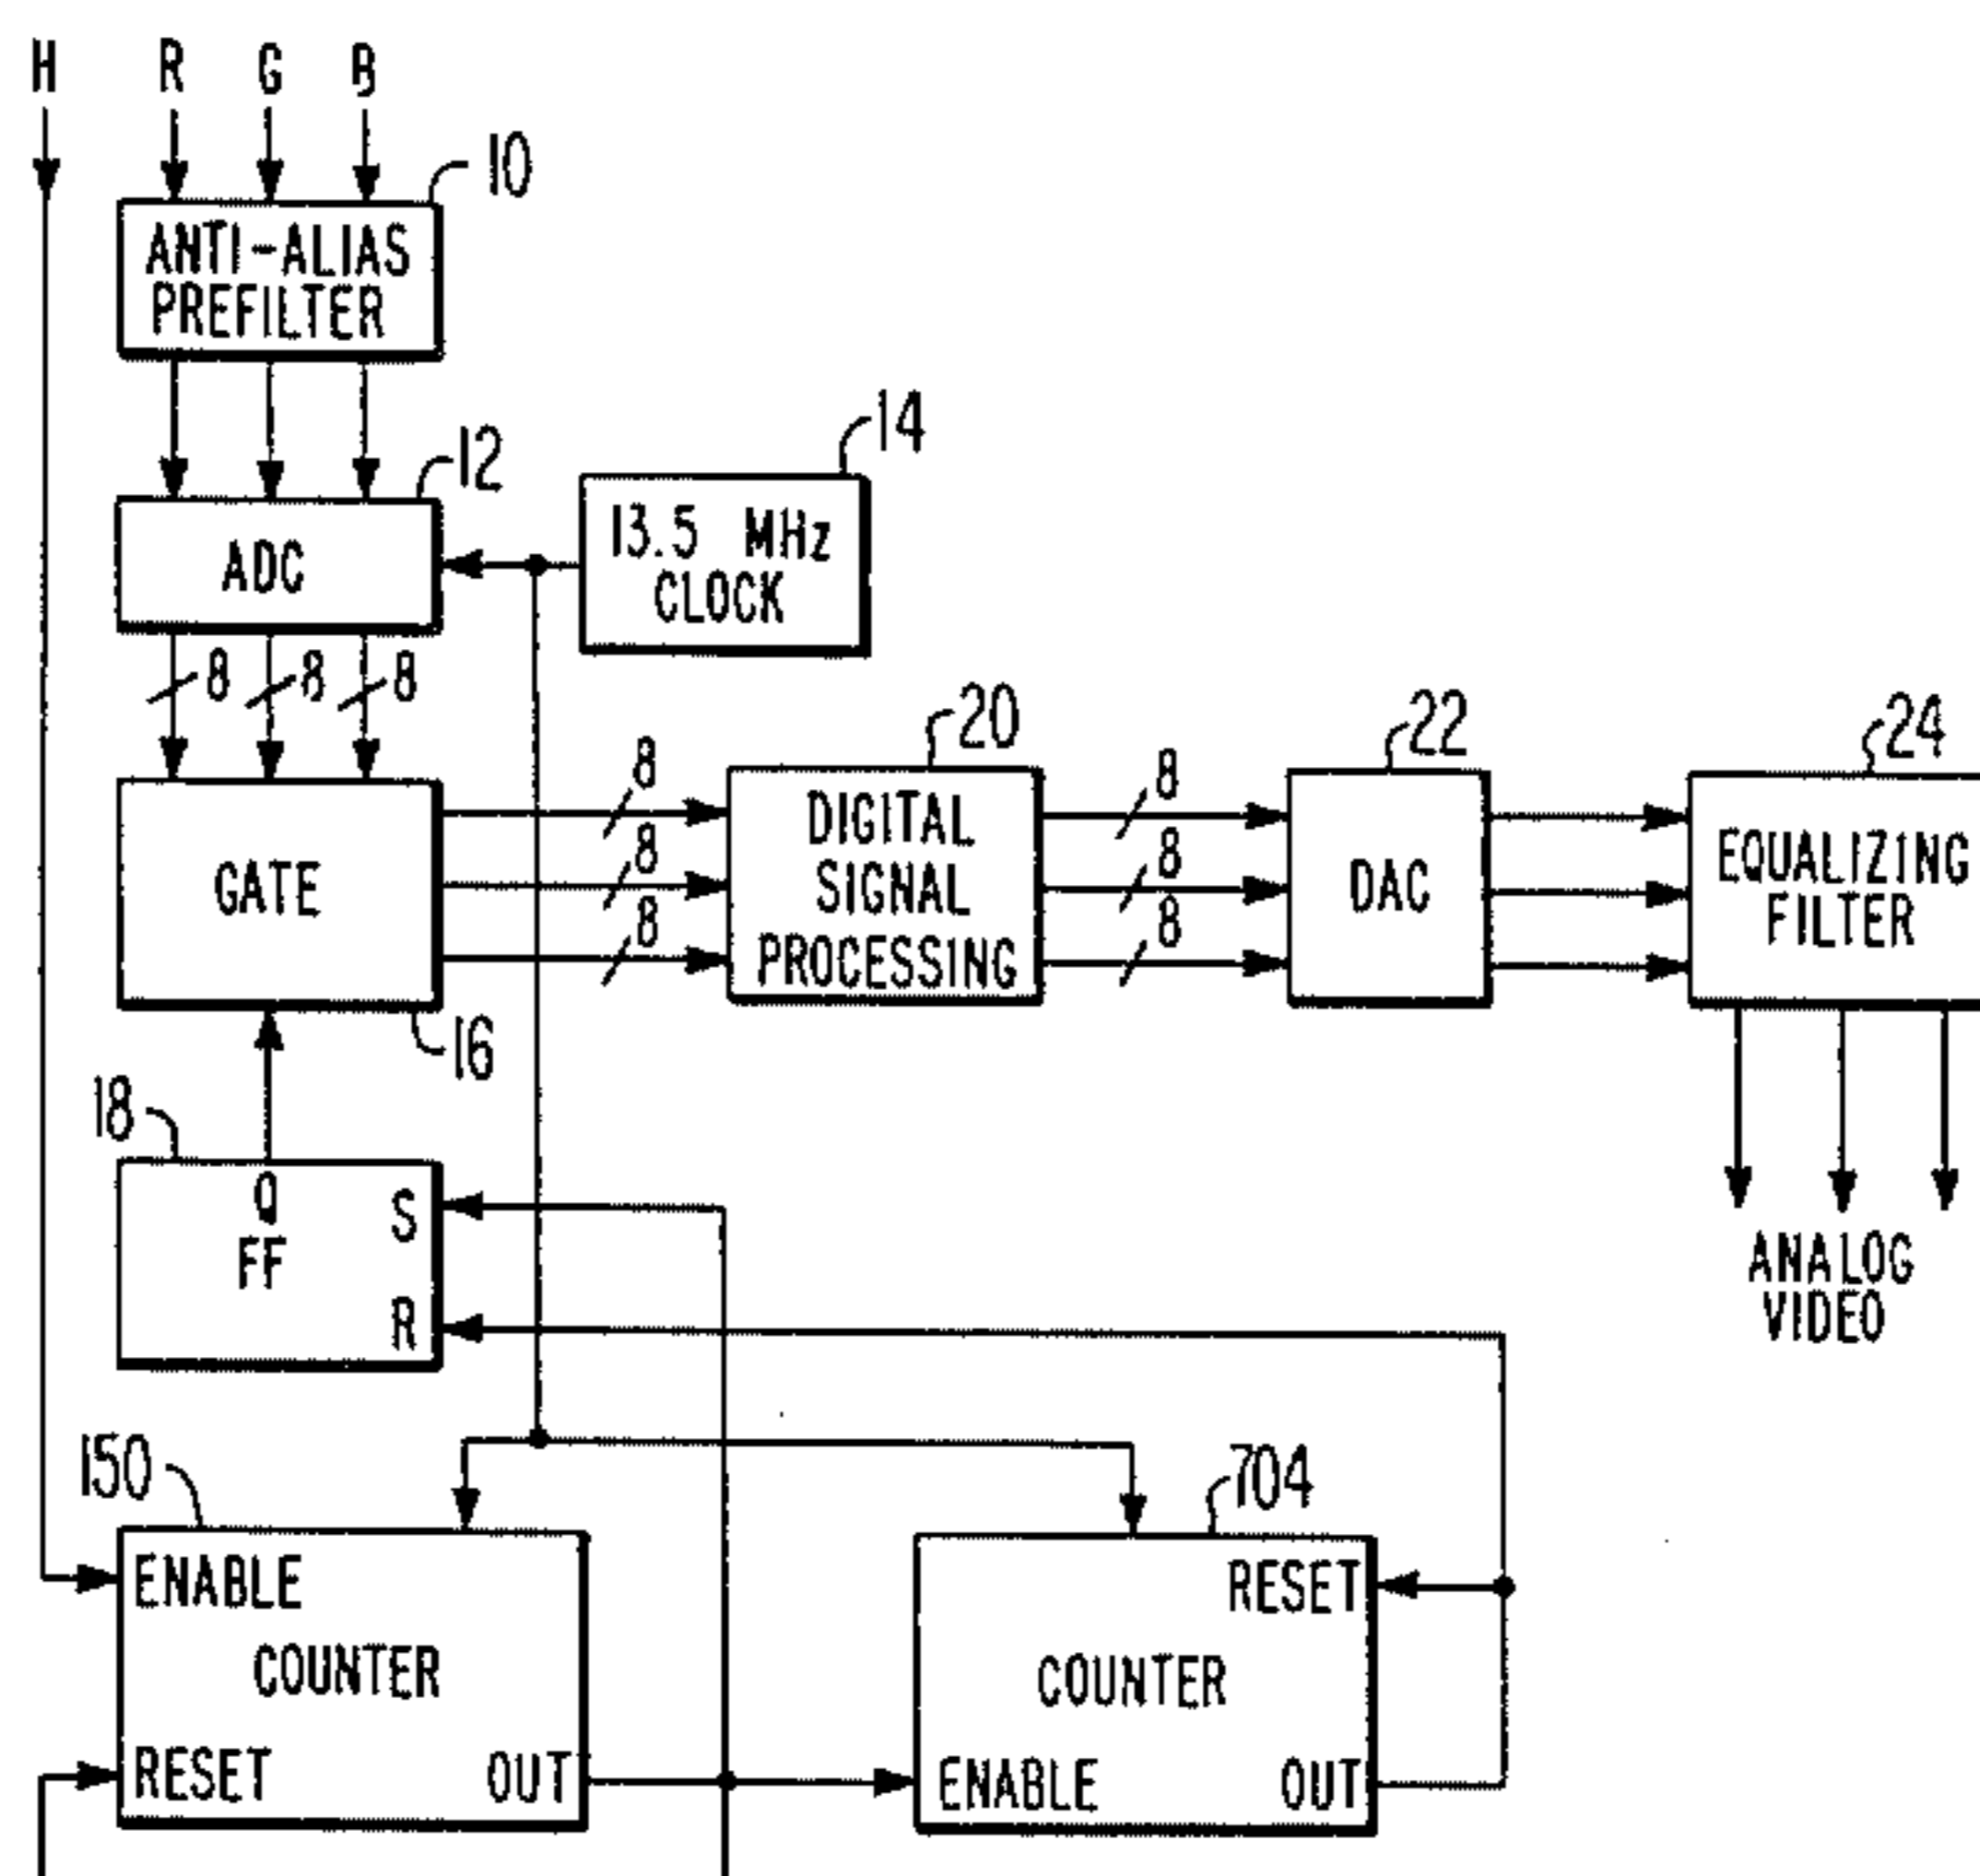 H R G B
10
ANTI-ALIAS
PREFILTER
12
ADC
14
13.5 MHz
CLOCK
8 8 8
GATE
16
8
8
8
20
DIGITAL
SIGNAL
PROCESSING
8
8
8
22
DAC
24
EQUALIZING
FILTER
ANALOG
VIDEO
18
Q
FF
S
R
150
ENABLE
COUNTER
RESET OUT
704
RESET
COUNTER
ENABLE OUT